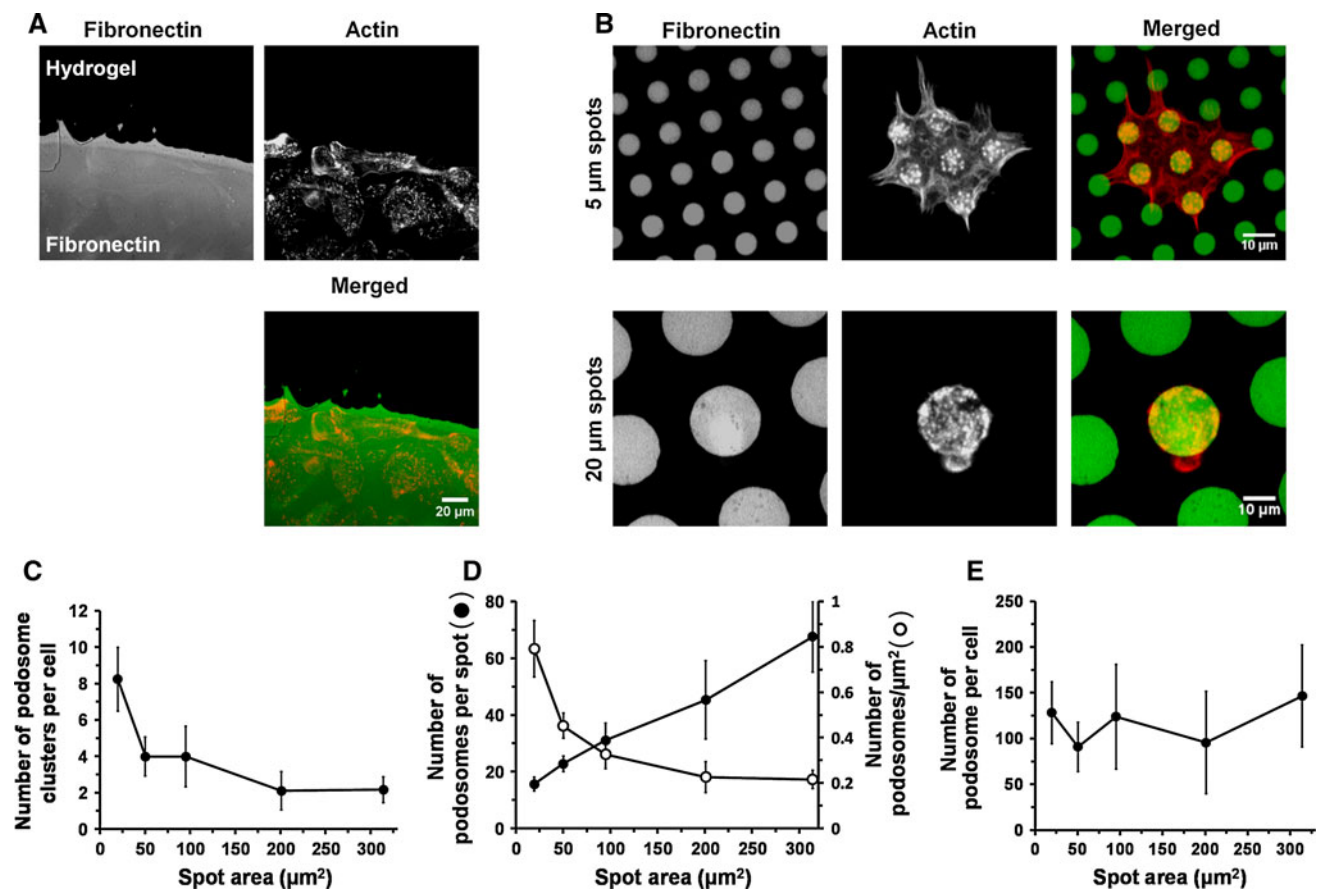 A
Fibronectin
Actin
Hydrogel
Fibronectin
Merged
20 µm
B
Fibronectin
Actin
Merged
5 µm spots
10 µm
20 µm spots
10 µm
C
Number of podosome
clusters per cell
12
10
8
6
4
2
0
0 50 100 150 200 250 300
Spot area (µm²)
D
Number of
podosomes per spot (●)
80
60
40
20
0
1
0.8
0.6
0.4
0.2
0
Number of
podosomes/µm² (○)
0 50 100 150 200 250 300
Spot area (µm²)
E
Number of
podosome per cell
250
200
150
100
50
0
0 50 100 150 200 250 300
Spot area (µm²)